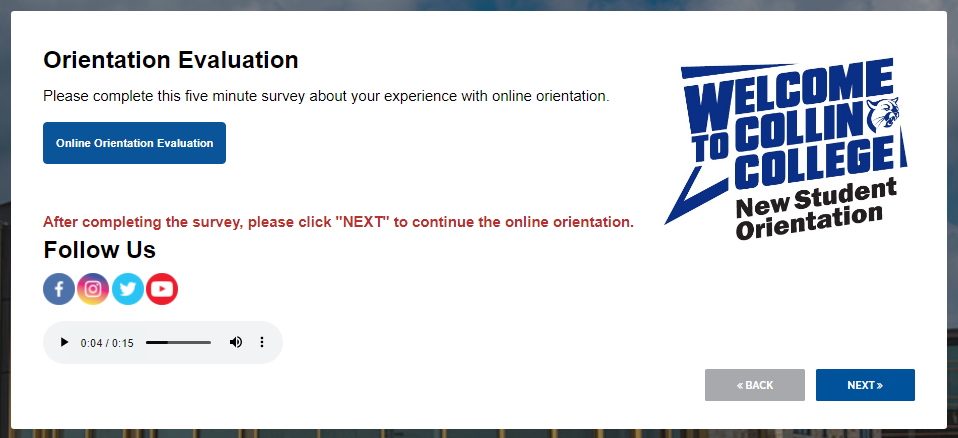 Orientation Evaluation
Please complete this five minute survey about your experience with online orientation.
Online Orientation Evaluation
After completing the survey, please click "NEXT" to continue the online orientation.
Follow Us
0:04 / 0:15
WELCOME
TO COLLIN
COLLEGE
New Student
Orientation
« BACK
NEXT »